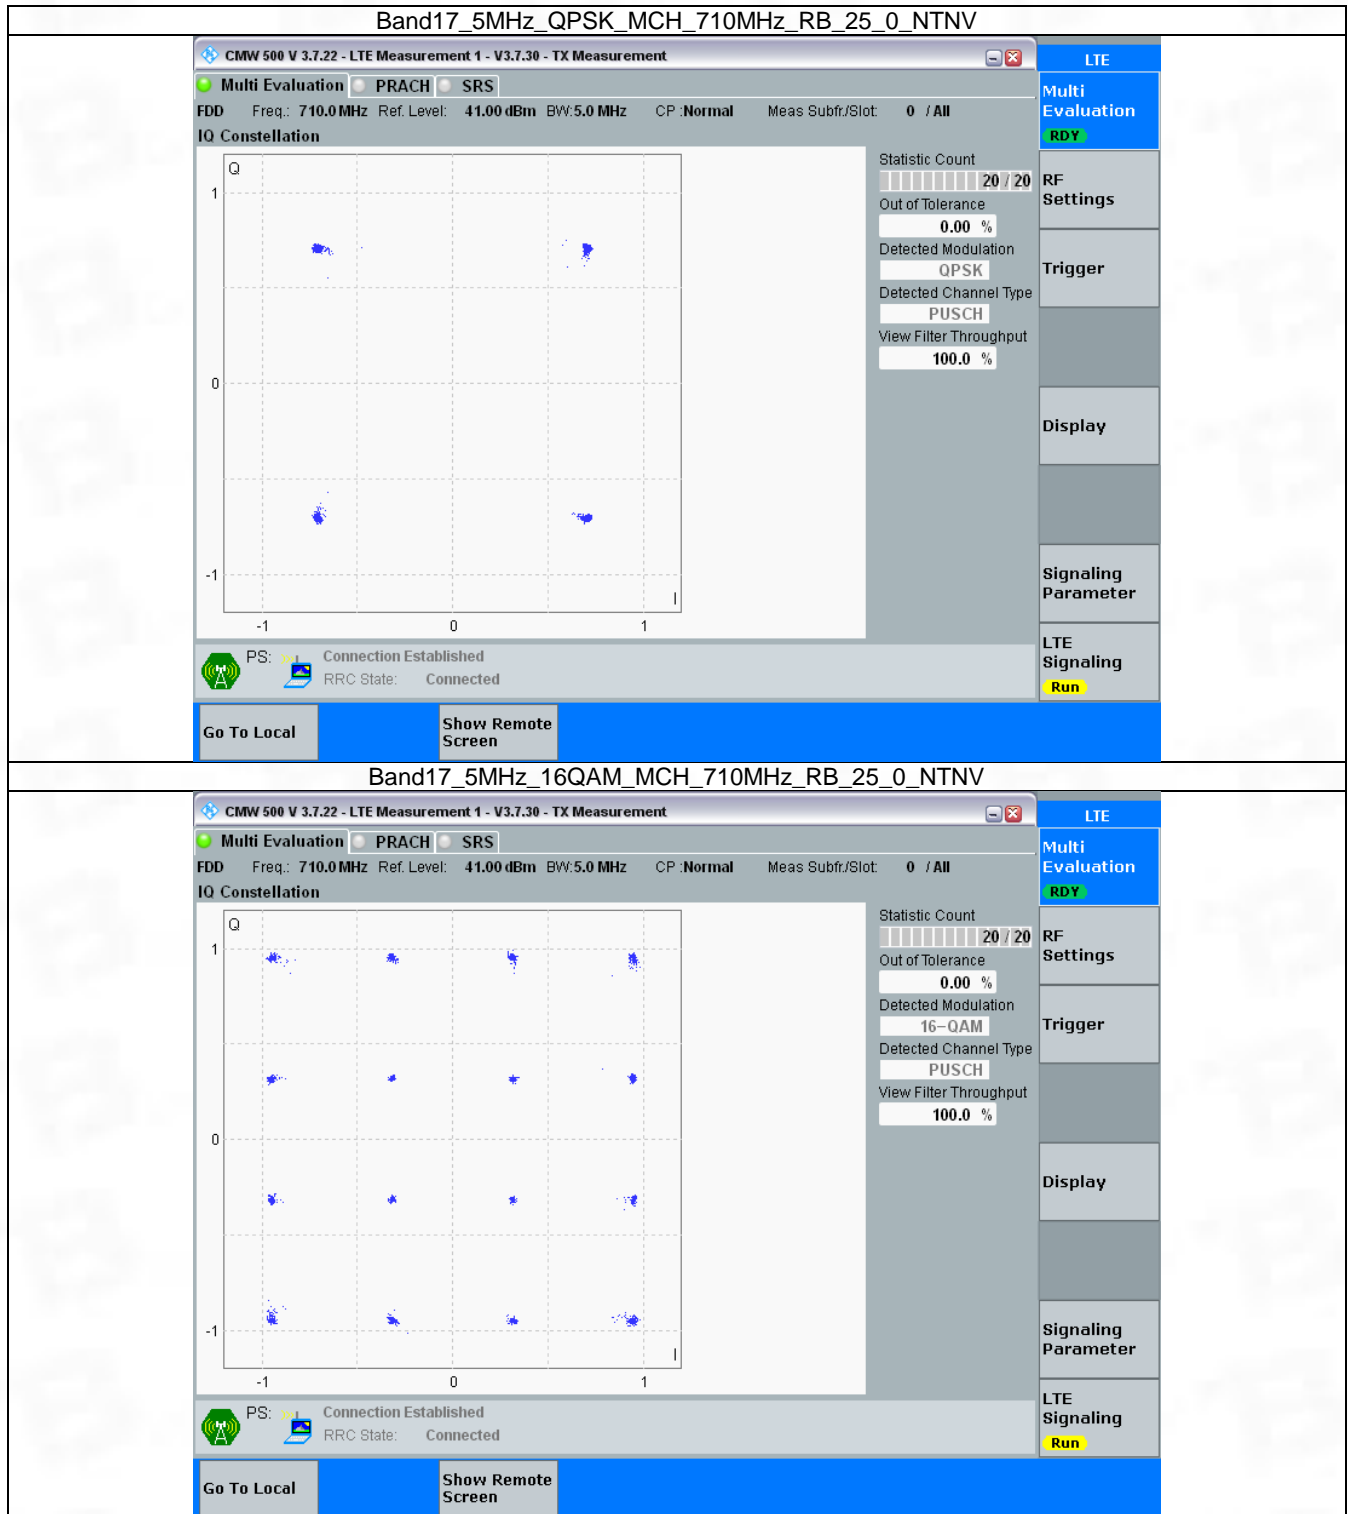 Band17_5MHz_QPSK_MCH_710MHz_RB_25_0_NTNV
CMW 500 V 3.7.22 - LTE Measurement 1 - V3.7.30 - TX Measurement
LTE
Multi Evaluation PRACH SRS
Multi
Evaluation
RDY
FDD Freq.: 710.0 MHz Ref. Level: 41.00 dBm BW: 5.0 MHz CP : Normal Meas Subfr./Slot: 0 / All
IQ Constellation
Q
1
0
-1
I
-1 0 1
Statistic Count
20 / 20
Out of Tolerance
0.00 %
Detected Modulation
QPSK
Detected Channel Type
PUSCH
View Filter Throughput
100.0 %
RF
Settings
Trigger
Display
Signaling
Parameter
LTE
Signaling
Run
PS: Connection Established
RRC State: Connected
Go To Local
Show Remote
Screen
Band17_5MHz_16QAM_MCH_710MHz_RB_25_0_NTNV
CMW 500 V 3.7.22 - LTE Measurement 1 - V3.7.30 - TX Measurement
LTE
Multi Evaluation PRACH SRS
Multi
Evaluation
RDY
FDD Freq.: 710.0 MHz Ref. Level: 41.00 dBm BW: 5.0 MHz CP : Normal Meas Subfr./Slot: 0 / All
IQ Constellation
Q
1
0
-1
I
-1 0 1
Statistic Count
20 / 20
Out of Tolerance
0.00 %
Detected Modulation
16-QAM
Detected Channel Type
PUSCH
View Filter Throughput
100.0 %
RF
Settings
Trigger
Display
Signaling
Parameter
LTE
Signaling
Run
PS: Connection Established
RRC State: Connected
Go To Local
Show Remote
Screen